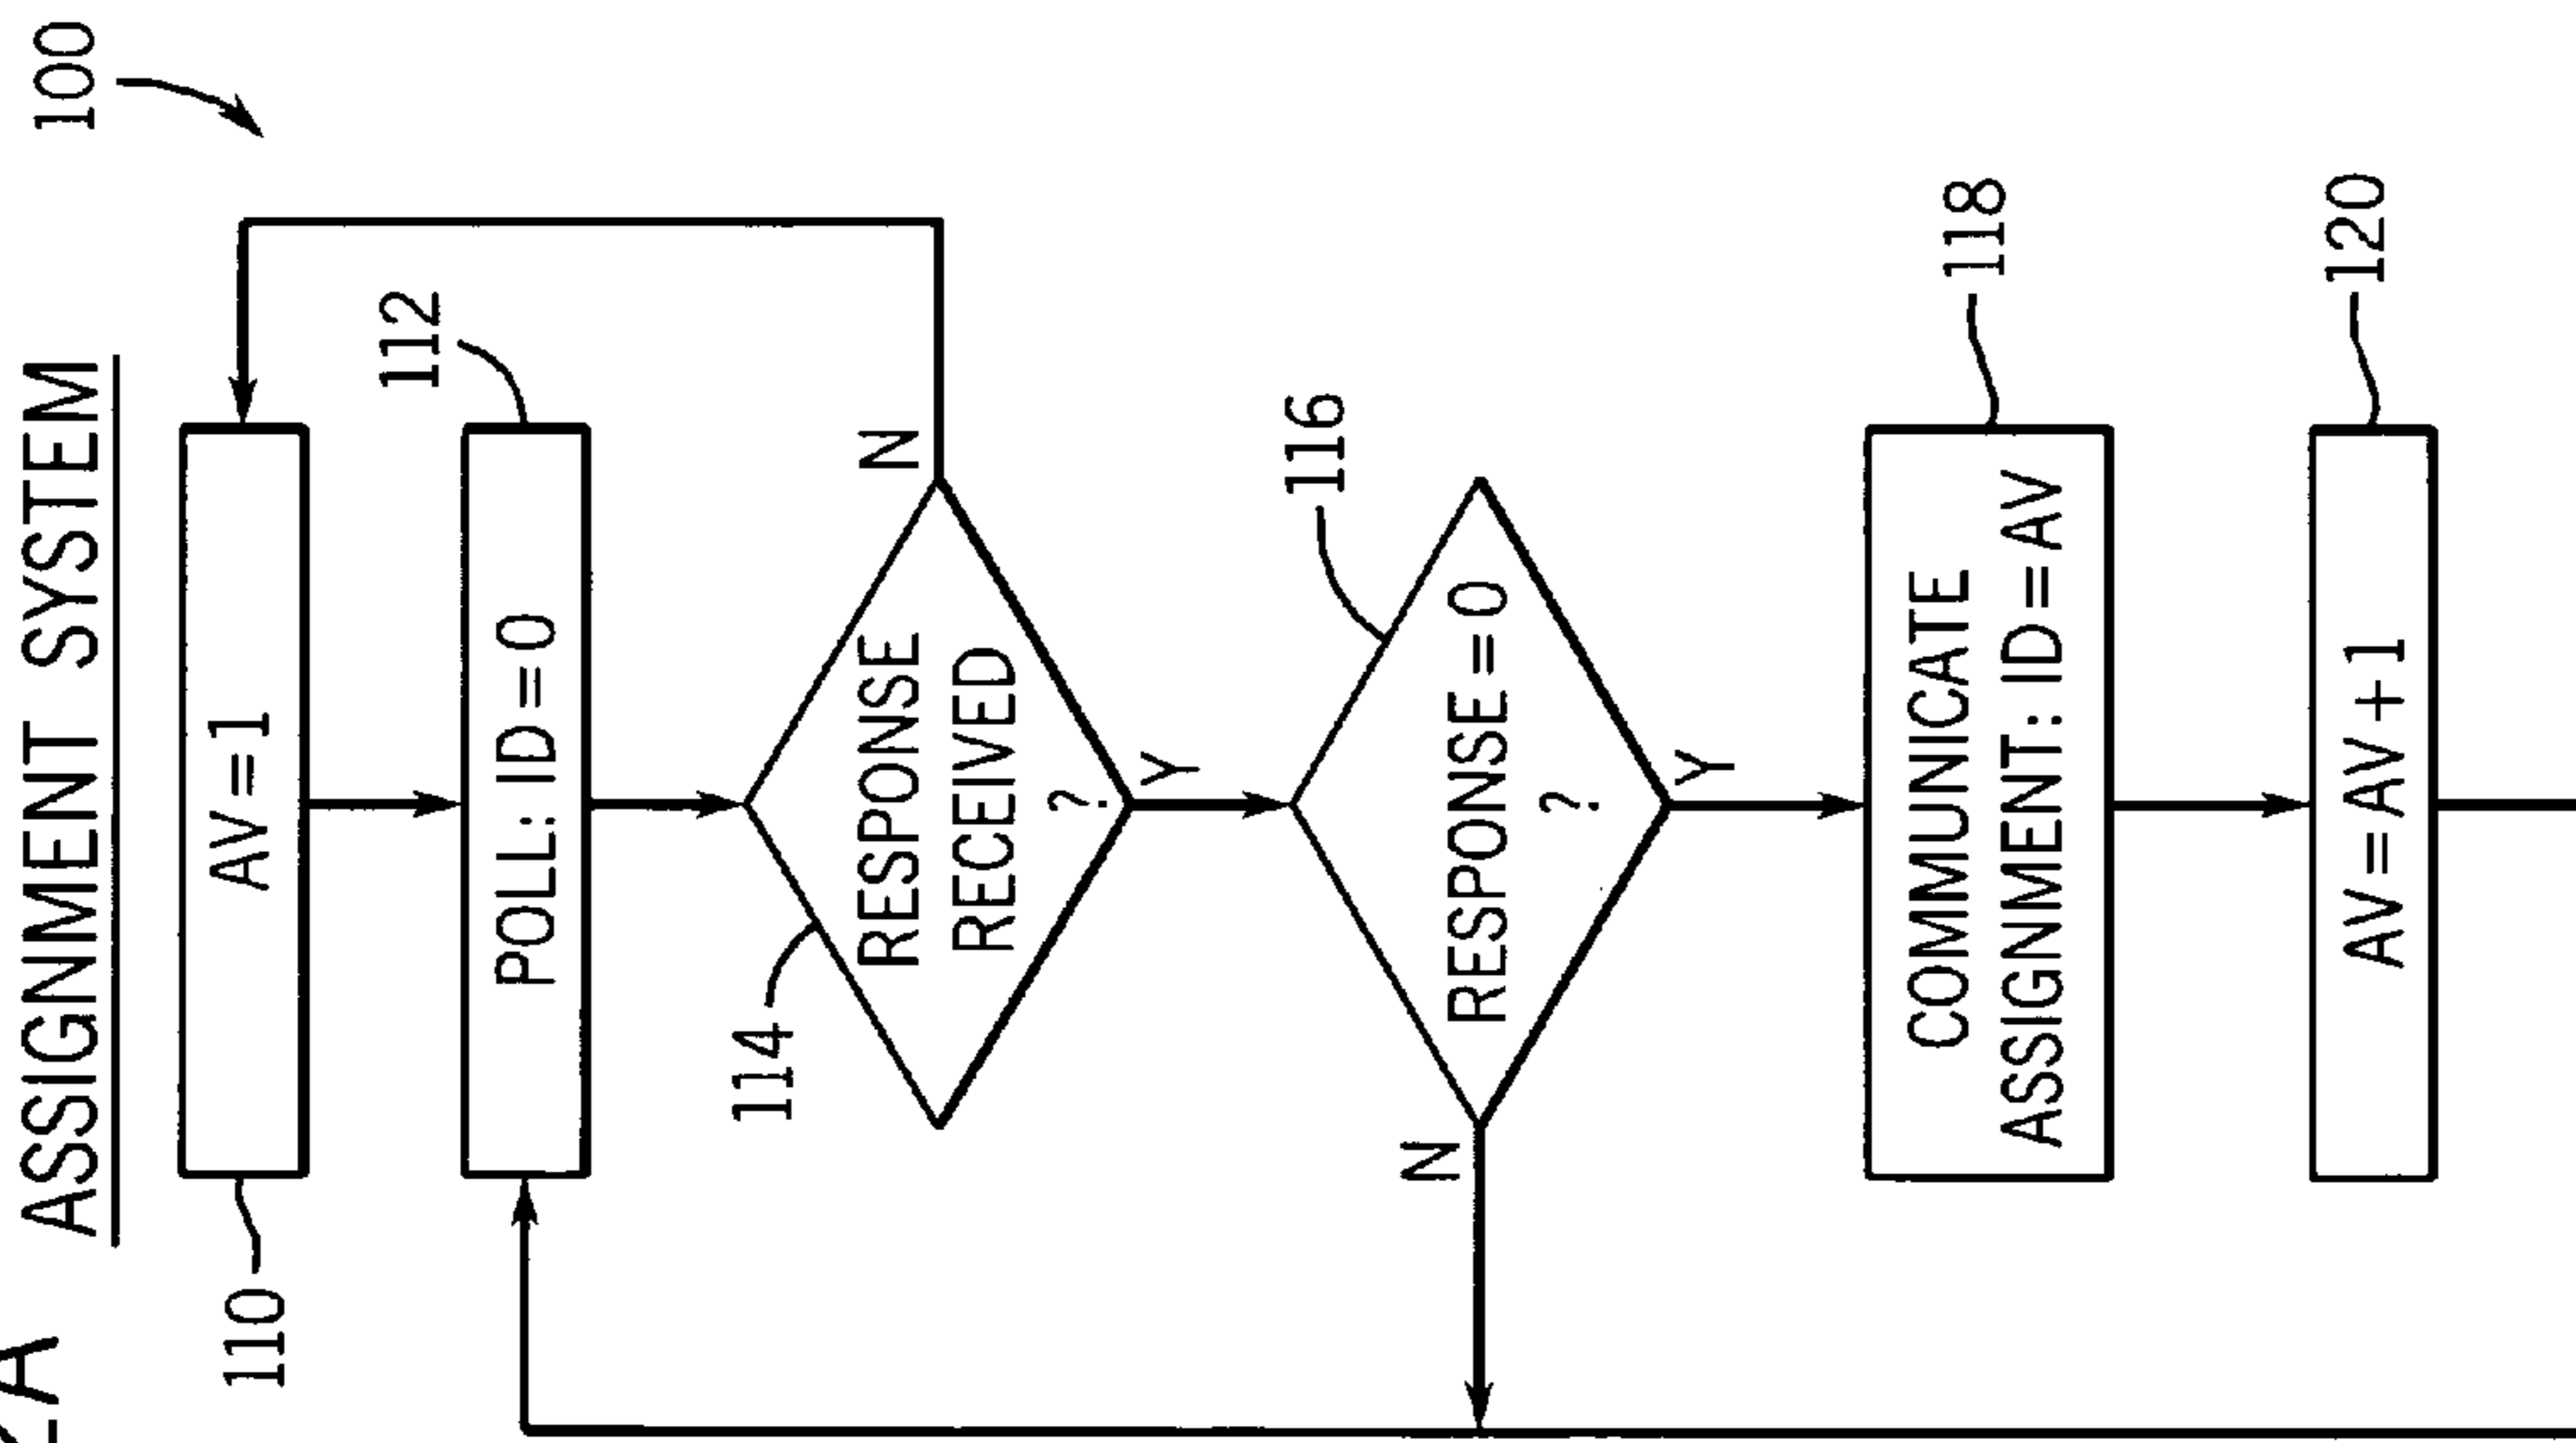 2A
ASSIGNMENT SYSTEM
100
110
AV=1
112
POLL: ID=0
114
RESPONSE
RECEIVED
?
N
Y
116
RESPONSE=0
?
N
Y
118
COMMUNICATE
ASSIGNMENT: ID=AV
120
AV=AV+1